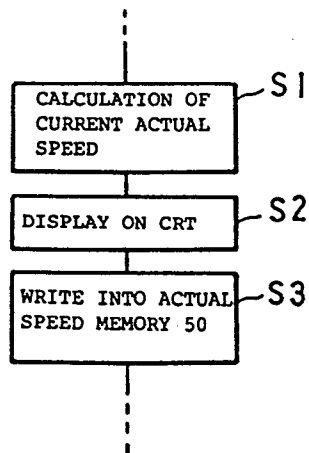 S1
CALCULATION OF
CURRENT ACTUAL
SPEED
S2
DISPLAY ON CRT
S3
WRITE INTO ACTUAL
SPEED MEMORY 50